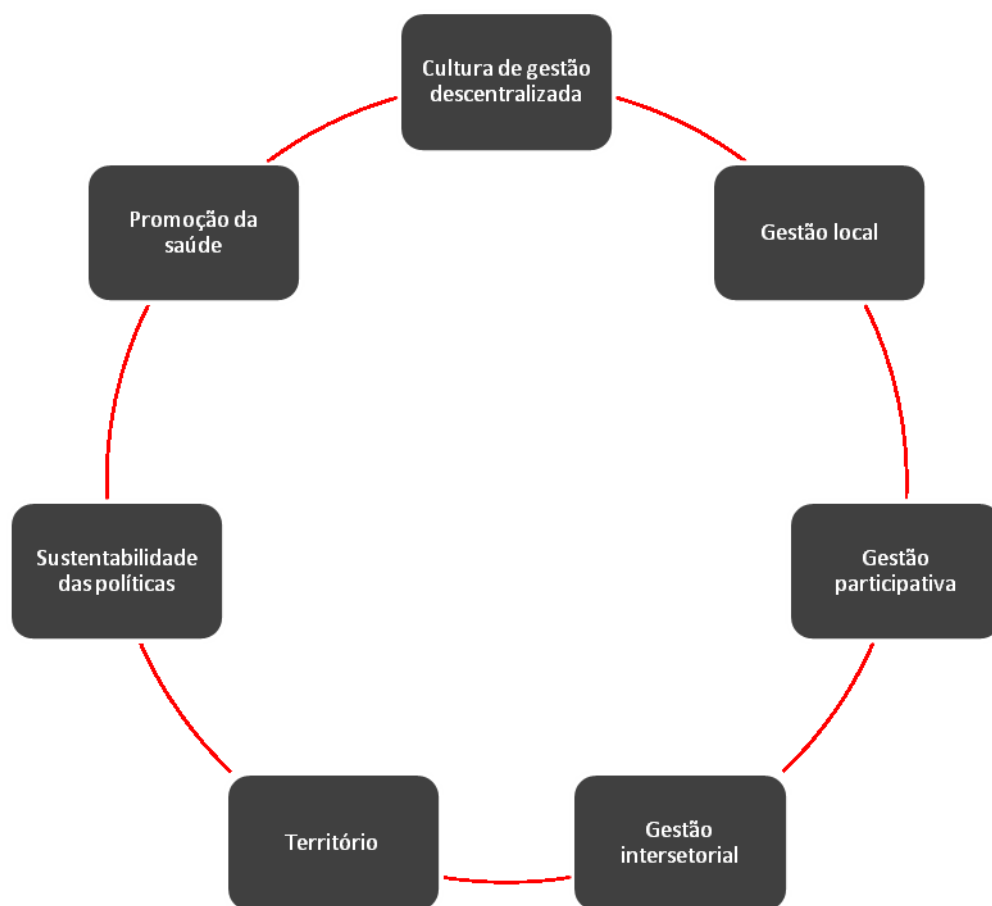 Cultura de gestão
descentralizada
Gestão local
Gestão
participativa
Gestão
intersetorial
Território
Sustentabilidade
das políticas
Promoção da
saúde